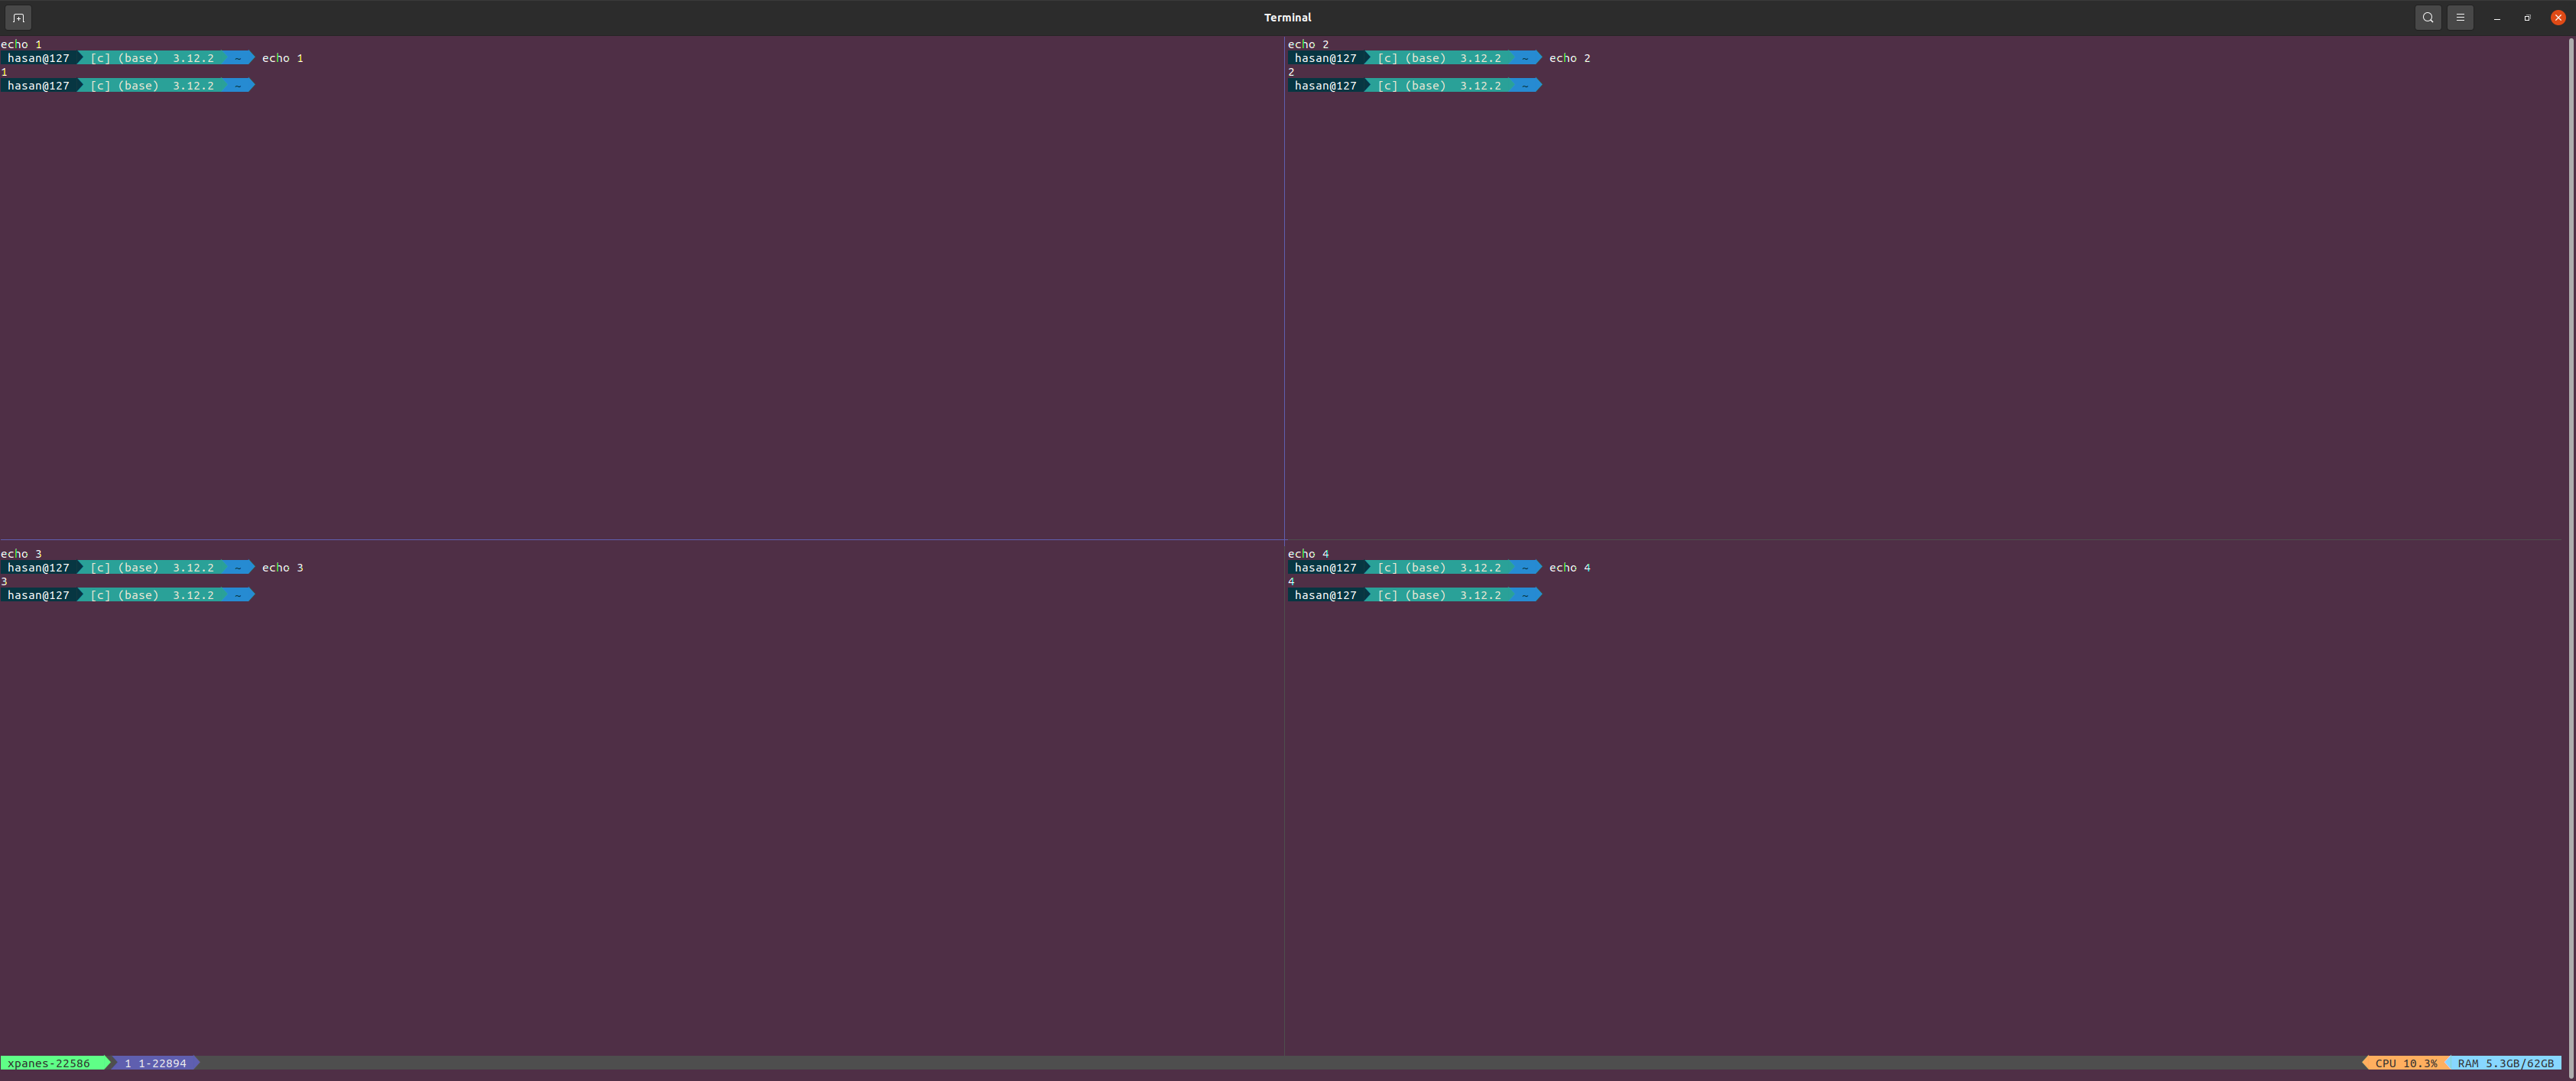 Terminal
echo 1
hasan@127 [c] (base) 3.12.2 ~ echo 1
1
hasan@127 [c] (base) 3.12.2 ~
echo 2
hasan@127 [c] (base) 3.12.2 ~ echo 2
2
hasan@127 [c] (base) 3.12.2 ~
echo 3
hasan@127 [c] (base) 3.12.2 ~ echo 3
3
hasan@127 [c] (base) 3.12.2 ~
echo 4
hasan@127 [c] (base) 3.12.2 ~ echo 4
4
hasan@127 [c] (base) 3.12.2 ~
xpanes-22586 1 1-22894 CPU 10.3% RAM 5.3GB/62GB